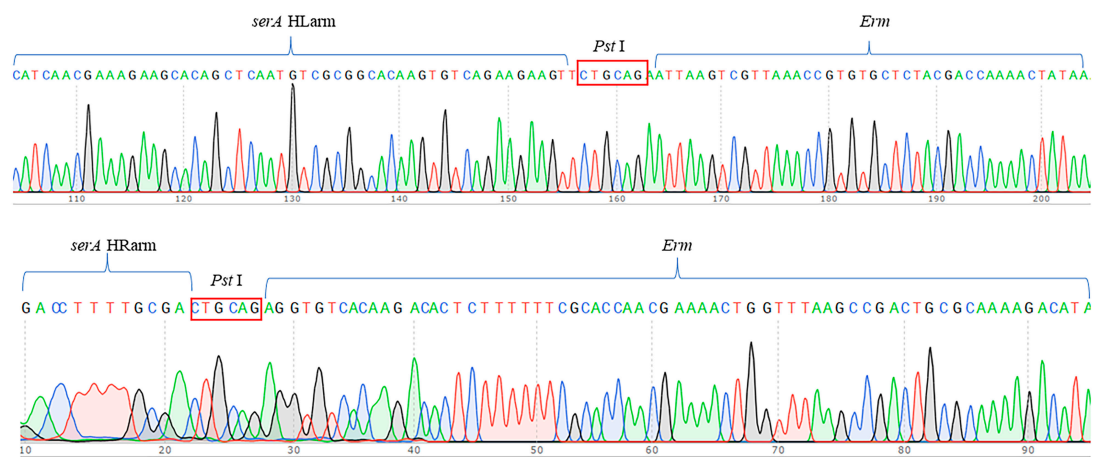 serA HLarm
Erm
Pst I
CATCAACGAAAGAAGCACAGCTCAATGTCGCGGCACAAGTGTCAGAAGAAGTTCTGCAGAATTAAGTCGTTAAACCGTGTGCTCTACGACCAAAACTATAA
110 120 130 140 150 160 170 180 190 200
serA HRarm
Erm
Pst I
GACCTTTTGCGACTGCAGAGGTGTCACAAGACACTCTTTTTTCGCACCAACGAAAACTGGTTTAAGCCGACTGCGCAAAAGACATA
10 20 30 40 50 60 70 80 90